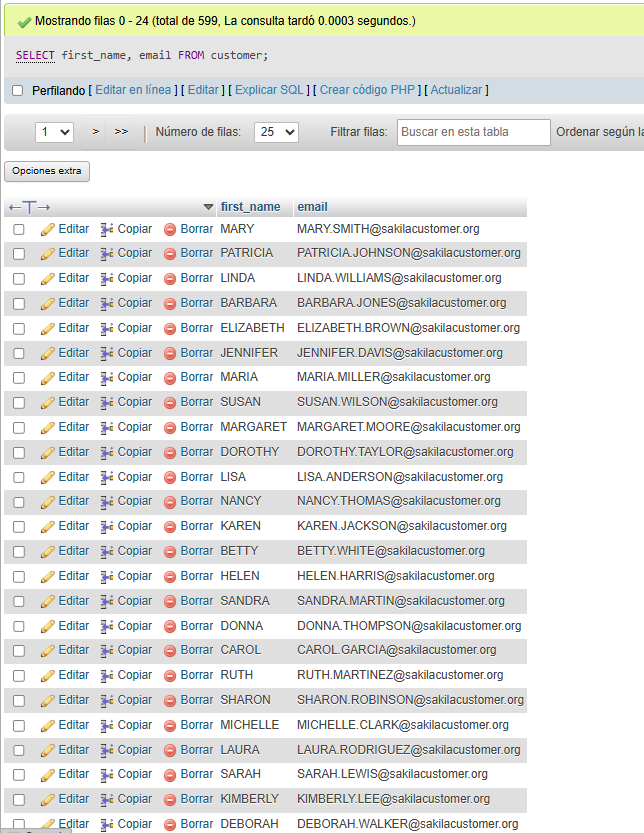 Mostrando filas 0 - 24 (total de 599, La consulta tardó 0.0003 segundos.)
SELECT first_name, email FROM customer;
Perfilando [ Editar en línea ] [ Editar ] [ Explicar SQL ] [ Crear código PHP ] [ Actualizar ]
1 > >> | Número de filas: 25 Filtrar filas: Buscar en esta tabla Ordenar según la
Opciones extra
←T→ first_name email
Editar Copiar Borrar MARY MARY.SMITH@sakilacustomer.org
Editar Copiar Borrar PATRICIA PATRICIA.JOHNSON@sakilacustomer.org
Editar Copiar Borrar LINDA LINDA.WILLIAMS@sakilacustomer.org
Editar Copiar Borrar BARBARA BARBARA.JONES@sakilacustomer.org
Editar Copiar Borrar ELIZABETH ELIZABETH.BROWN@sakilacustomer.org
Editar Copiar Borrar JENNIFER JENNIFER.DAVIS@sakilacustomer.org
Editar Copiar Borrar MARIA MARIA.MILLER@sakilacustomer.org
Editar Copiar Borrar SUSAN SUSAN.WILSON@sakilacustomer.org
Editar Copiar Borrar MARGARET MARGARET.MOORE@sakilacustomer.org
Editar Copiar Borrar DOROTHY DOROTHY.TAYLOR@sakilacustomer.org
Editar Copiar Borrar LISA LISA.ANDERSON@sakilacustomer.org
Editar Copiar Borrar NANCY NANCY.THOMAS@sakilacustomer.org
Editar Copiar Borrar KAREN KAREN.JACKSON@sakilacustomer.org
Editar Copiar Borrar BETTY BETTY.WHITE@sakilacustomer.org
Editar Copiar Borrar HELEN HELEN.HARRIS@sakilacustomer.org
Editar Copiar Borrar SANDRA SANDRA.MARTIN@sakilacustomer.org
Editar Copiar Borrar DONNA DONNA.THOMPSON@sakilacustomer.org
Editar Copiar Borrar CAROL CAROL.GARCIA@sakilacustomer.org
Editar Copiar Borrar RUTH RUTH.MARTINEZ@sakilacustomer.org
Editar Copiar Borrar SHARON SHARON.ROBINSON@sakilacustomer.org
Editar Copiar Borrar MICHELLE MICHELLE.CLARK@sakilacustomer.org
Editar Copiar Borrar LAURA LAURA.RODRIGUEZ@sakilacustomer.org
Editar Copiar Borrar SARAH SARAH.LEWIS@sakilacustomer.org
Editar Copiar Borrar KIMBERLY KIMBERLY.LEE@sakilacustomer.org
Editar Copiar Borrar DEBORAH DEBORAH.WALKER@sakilacustomer.org